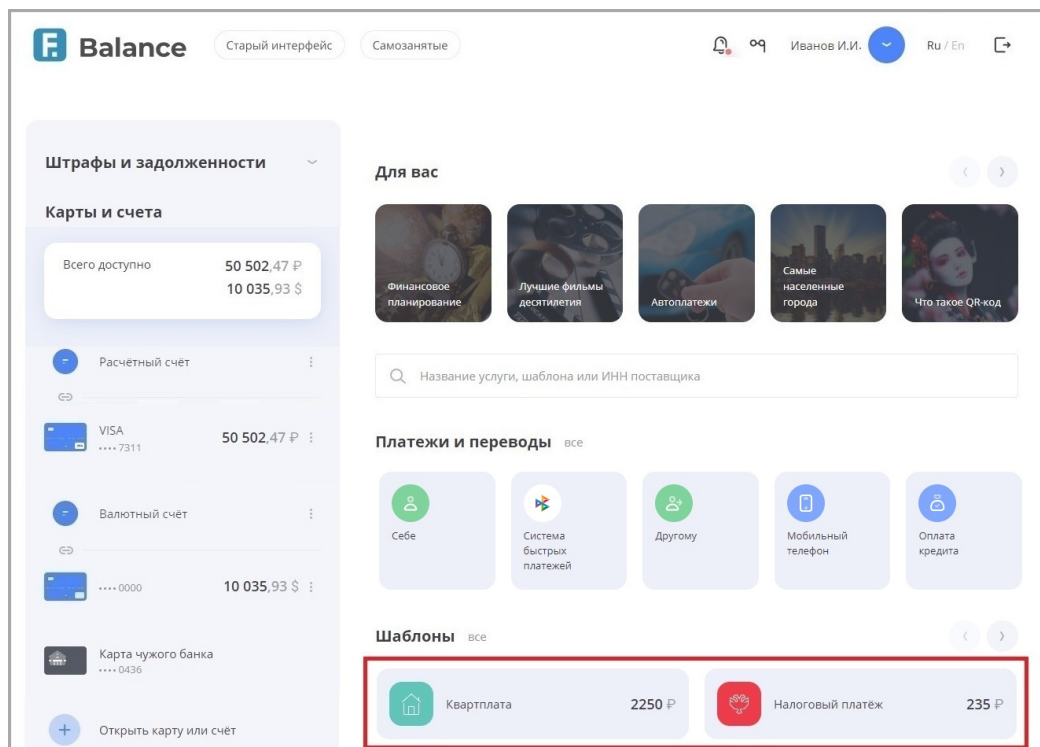 F. Balance
Старый интерфейс
Самозанятые
Иванов И.И.
Ru / En
Штрафы и задолженности
Карты и счета
Всего доступно
50 502,47 ₽
10 035,93 $
Расчётный счёт
VISA
50 502,47 ₽
•••• 7311
Валютный счёт
•••• 0000
10 035,93 $
Карта чужого банка
•••• 0436
Открыть карту или счёт
Для вас
Финансовое
планирование
Лучшие фильмы
десятилетия
Автоплатежи
Самые
населенные
города
Что такое QR-код
Название услуги, шаблона или ИНН поставщика
Платежи и переводы все
Себе
Система
быстрых
платежей
Другому
Мобильный
телефон
Оплата
кредита
Шаблоны все
Квартплата
2250 ₽
Налоговый платёж
235 ₽